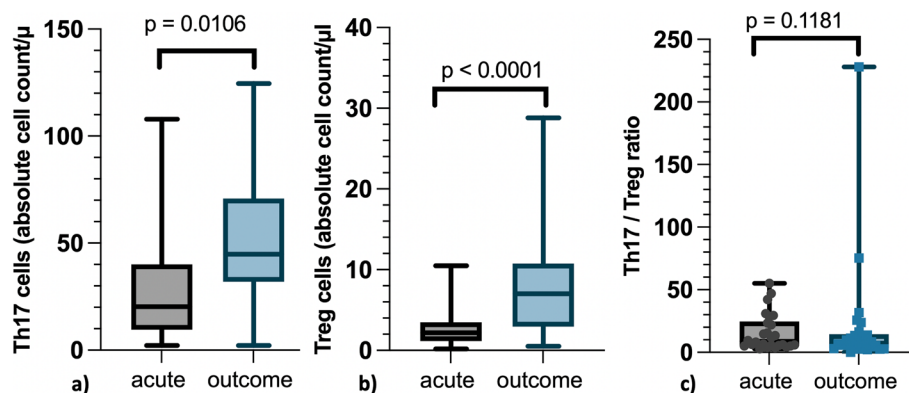 p = 0.0106
Th17 cells (absolute cell count/µ
150
100
50
0
acute outcome
a)
p < 0.0001
Treg cells (absolute cell count/µl
40
30
20
10
0
acute outcome
b)
p = 0.1181
Th17 / Treg ratio
250
200
150
100
50
0
acute outcome
c)